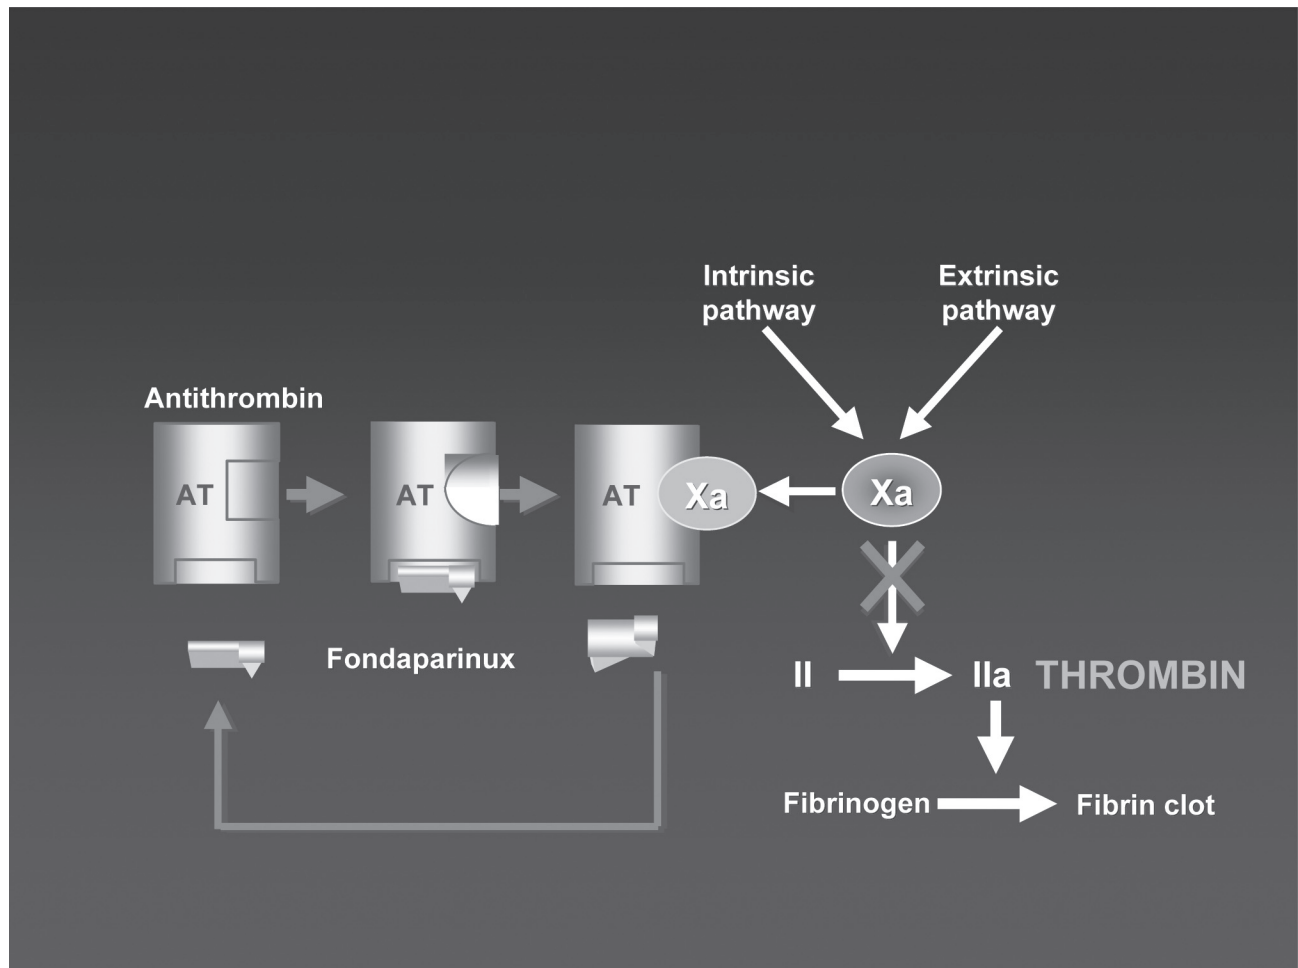 Intrinsic
pathway
Extrinsic
pathway
Antithrombin
AT
AT
AT
Xa
Xa
Fondaparinux
II
IIa
THROMBIN
Fibrinogen
Fibrin clot